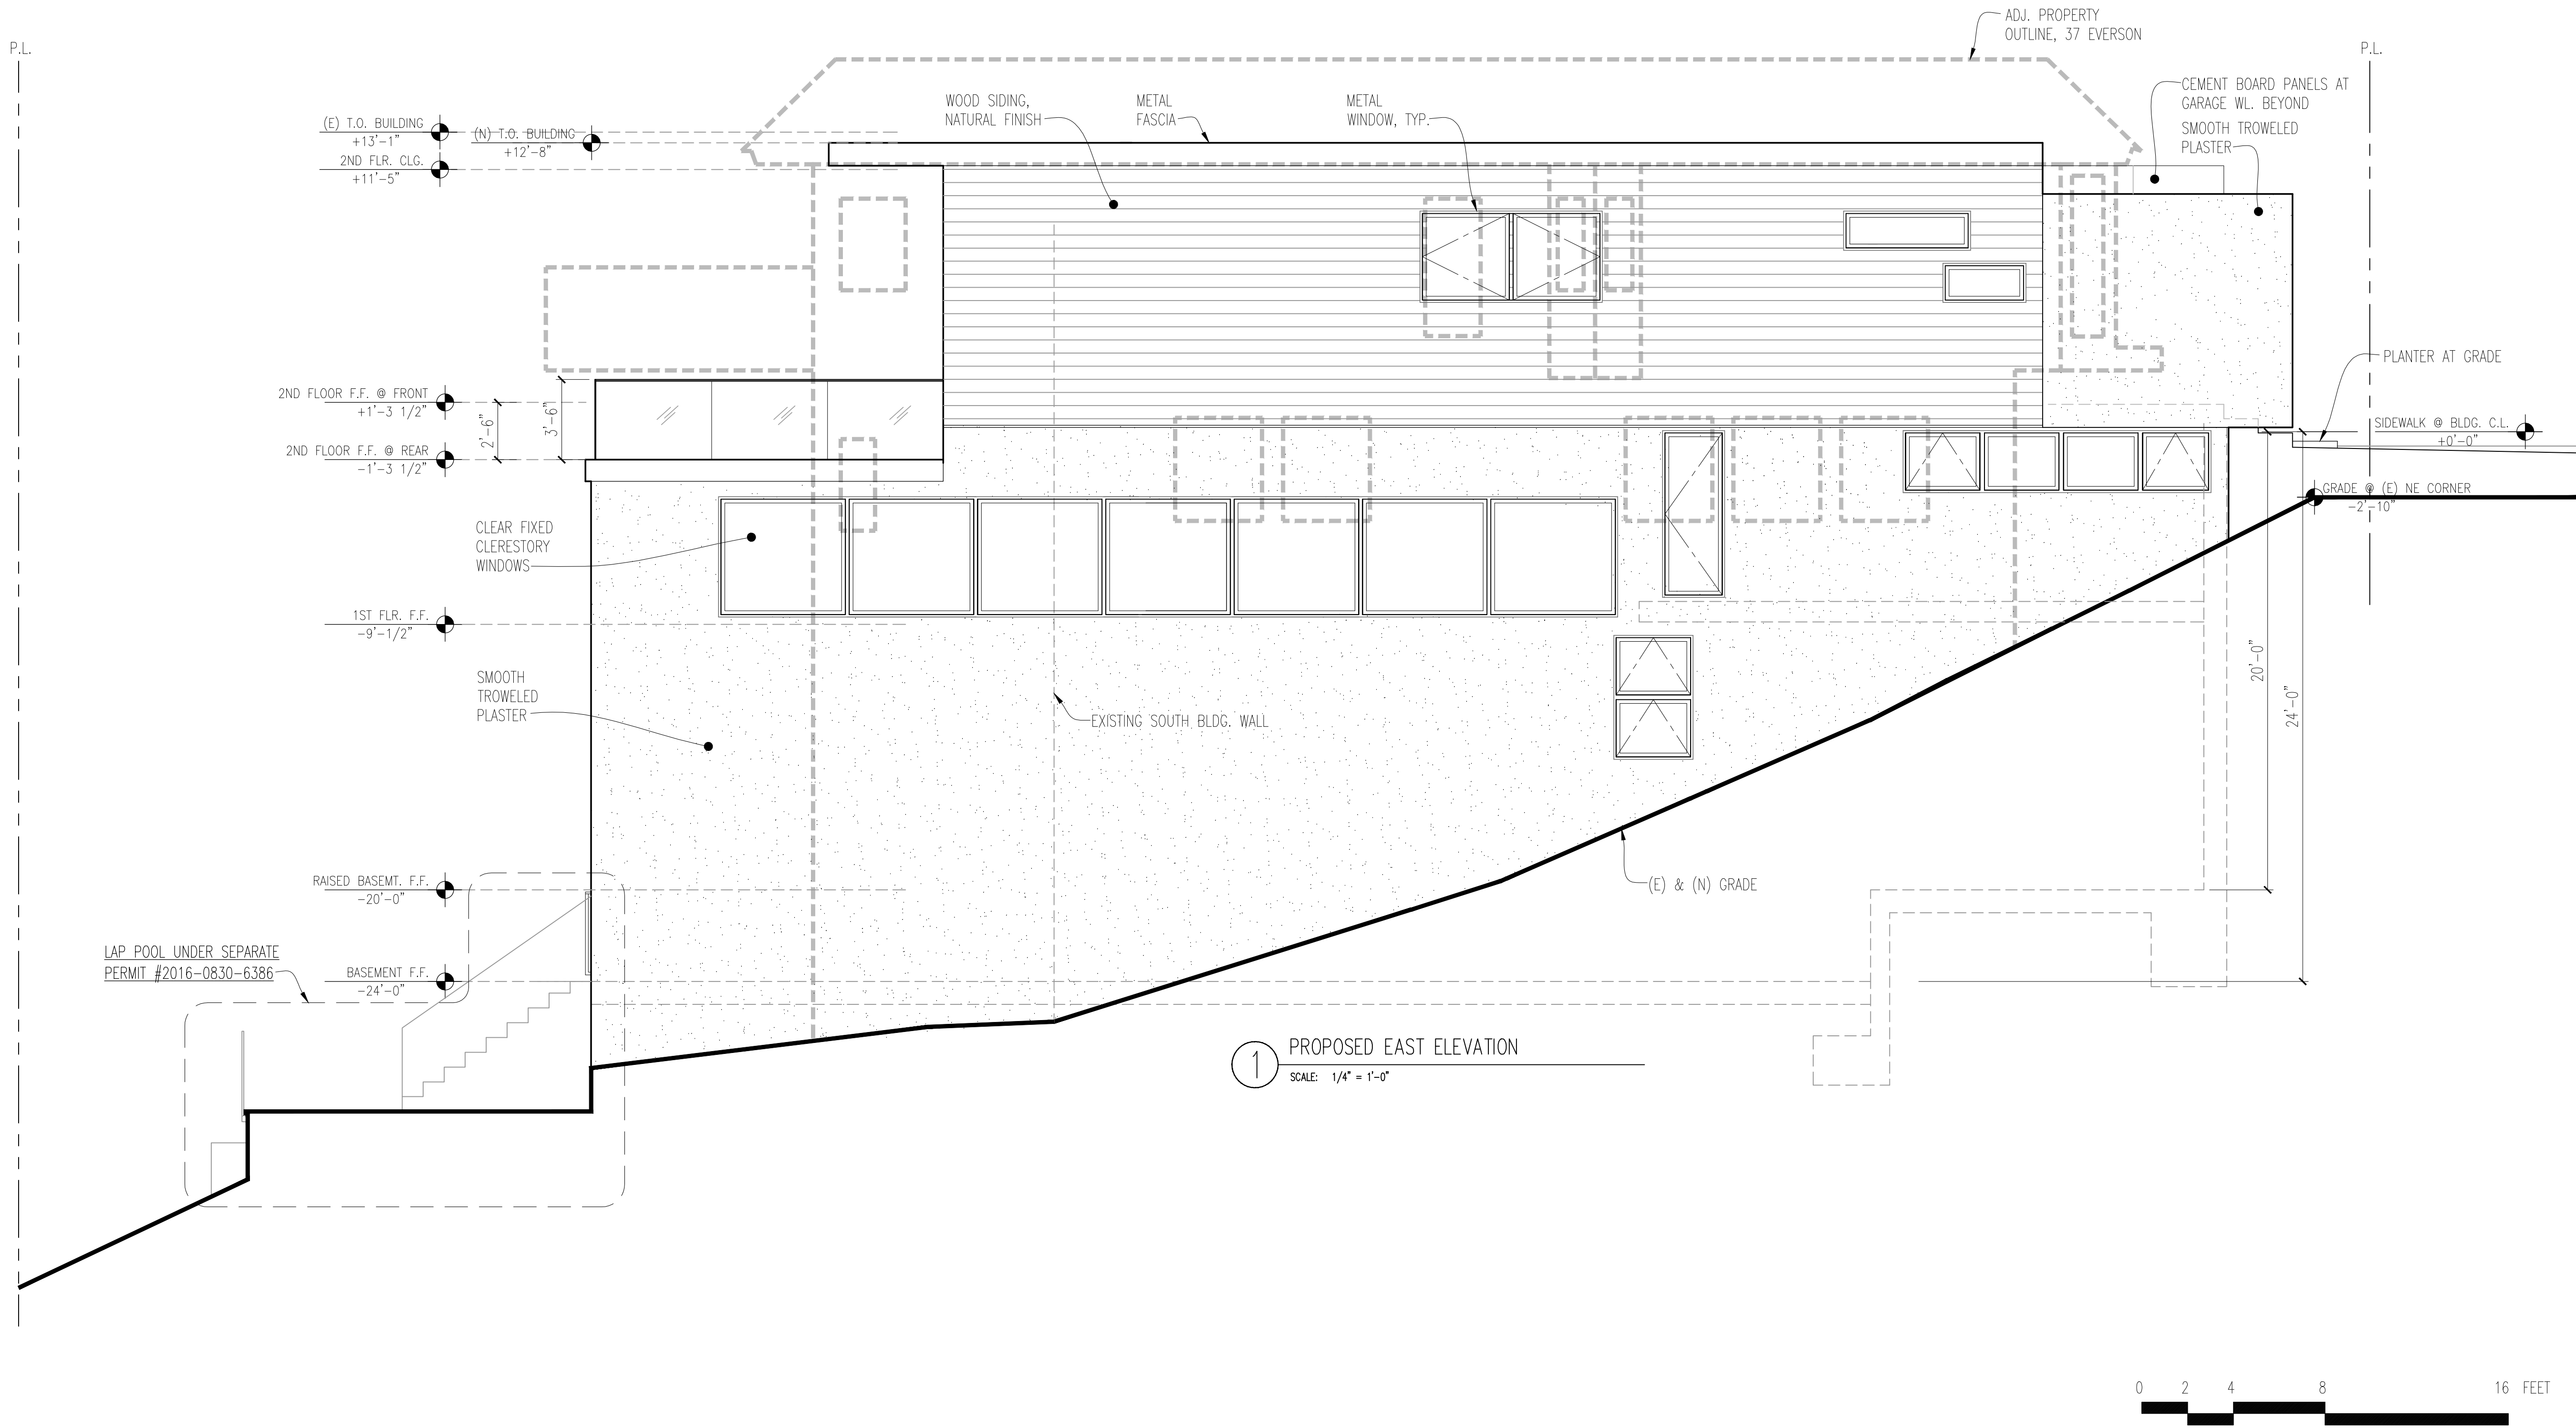 P.L.
ADJ. PROPERTY
OUTLINE, 37 EVERSON
P.L.
CEMENT BOARD PANELS AT
GARAGE WL. BEYOND
SMOOTH TROWELED
PLASTER
WOOD SIDING,
NATURAL FINISH
METAL
FASCIA
METAL
WINDOW, TYP.
(E) T.O. BUILDING
+13'-1"
(N) T.O. BUILDING
+12'-8"
2ND FLR. CLG.
+11'-5"
PLANTER AT GRADE
2ND FLOOR F.F. @ FRONT
+1'-3 1/2"
2'-6"
3'-6"
2ND FLOOR F.F. @ REAR
-1'-3 1/2"
SIDEWALK @ BLDG. C.L.
+0'-0"
GRADE @ (E) NE CORNER
-2'-10"
CLEAR FIXED
CLERESTORY
WINDOWS
1ST FLR. F.F.
-9'-1/2"
SMOOTH
TROWELED
PLASTER
EXISTING SOUTH BLDG. WALL
20'-0"
24'-0"
RAISED BASEMT. F.F.
-20'-0"
(E) & (N) GRADE
LAP POOL UNDER SEPARATE
PERMIT #2016-0830-6386
BASEMENT F.F.
-24'-0"
1
PROPOSED EAST ELEVATION
SCALE: 1/4" = 1'-0"
0 2 4 8 16 FEET